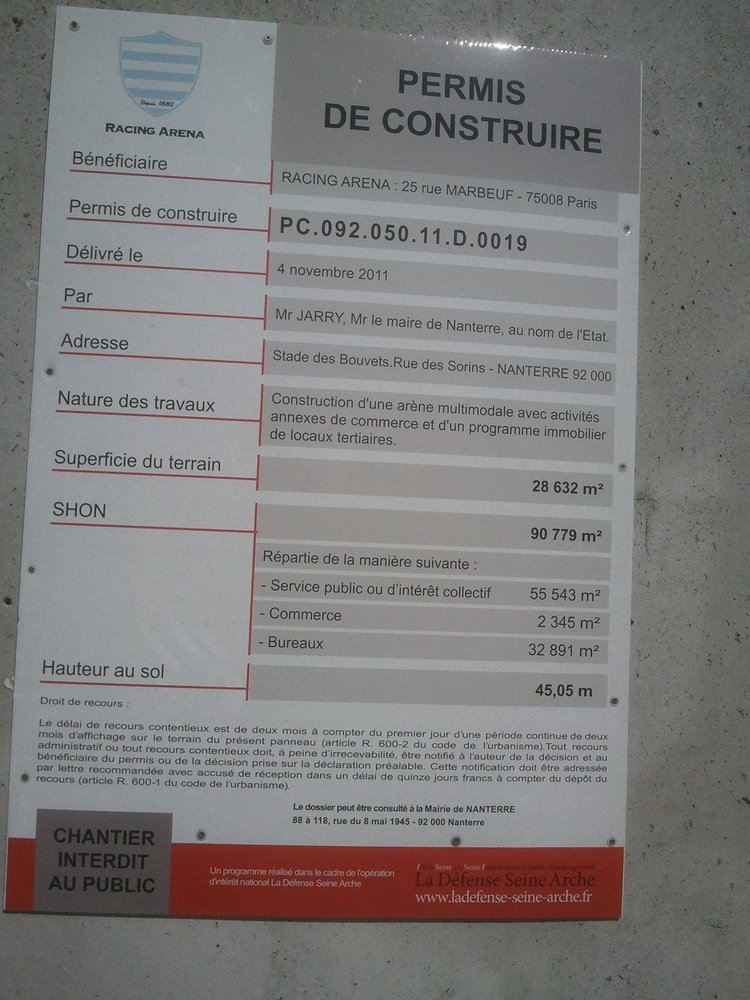 Depuis 1882
RACING ARENA
PERMIS
DE CONSTRUIRE
Bénéficiaire
RACING ARENA : 25 rue MARBEUF - 75008 Paris
Permis de construire
PC.092.050.11.D.0019
Délivré le
4 novembre 2011
Par
Mr JARRY, Mr le maire de Nanterre, au nom de l'Etat.
Adresse
Stade des Bouvets.Rue des Sorins - NANTERRE 92 000
Nature des travaux
Construction d'une arène multimodale avec activités
annexes de commerce et d'un programme immobilier
de locaux tertiaires.
Superficie du terrain
28 632 m²
SHON
90 779 m²
Répartie de la manière suivante :
- Service public ou d'intérêt collectif 55 543 m²
- Commerce 2 345 m²
- Bureaux 32 891 m²
Hauteur au sol
45,05 m
Droit de recours :
Le délai de recours contentieux est de deux mois à compter du premier jour d'une période continue de deux
mois d'affichage sur le terrain du présent panneau (article R. 600-2 du code de l'urbanisme).Tout recours
administratif ou tout recours contentieux doit, à peine d'irrecevabilité, être notifié à l'auteur de la décision et au
bénéficiaire du permis ou de la décision prise sur la déclaration préalable. Cette notification doit être adressée
par lettre recommandée avec accusé de réception dans un délai de quinze jours francs à compter du dépôt du
recours (article R. 600-1 du code de l'urbanisme).
Le dossier peut être consulté à la Mairie de NANTERRE
88 à 118, rue du 8 mai 1945 - 92 000 Nanterre
CHANTIER
INTERDIT
AU PUBLIC
Un programme réalisé dans le cadre de l'opération
d'intérêt national La Défense Seine Arche
Seine Seine Etablissement public d'aménagement
La Défense Seine Arche
www.ladefense-seine-arche.fr